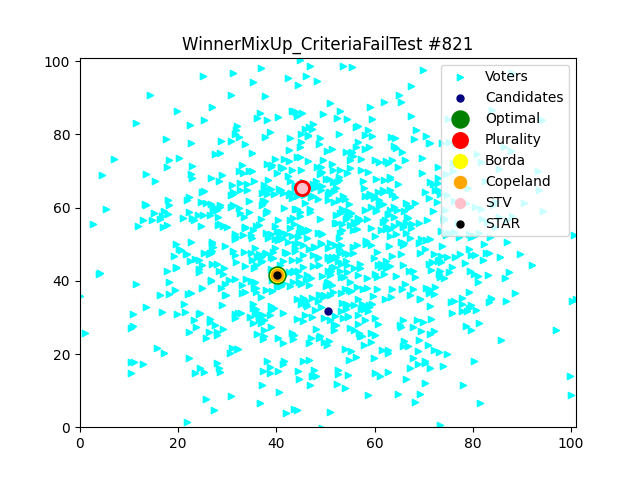 WinnerMixUp_CriteriaFailTest #821
100
80
60
40
20
0
0
20
40
60
80
100
Voters
Candidates
Optimal
Plurality
Borda
Copeland
STV
STAR